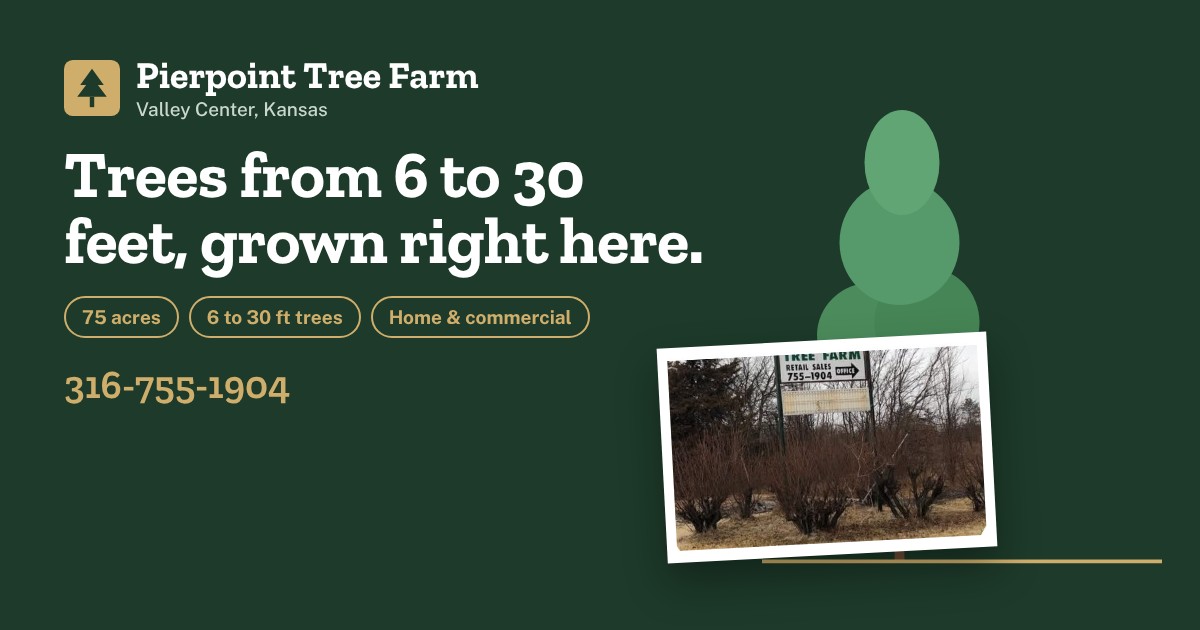 Pierpoint Tree Farm
Valley Center, Kansas
Trees from 6 to 30
feet, grown right here.
75 acres
6 to 30 ft trees
Home & commercial
316-755-1904
TREE FARM
RETAIL SALES
755-1904 OFFICE